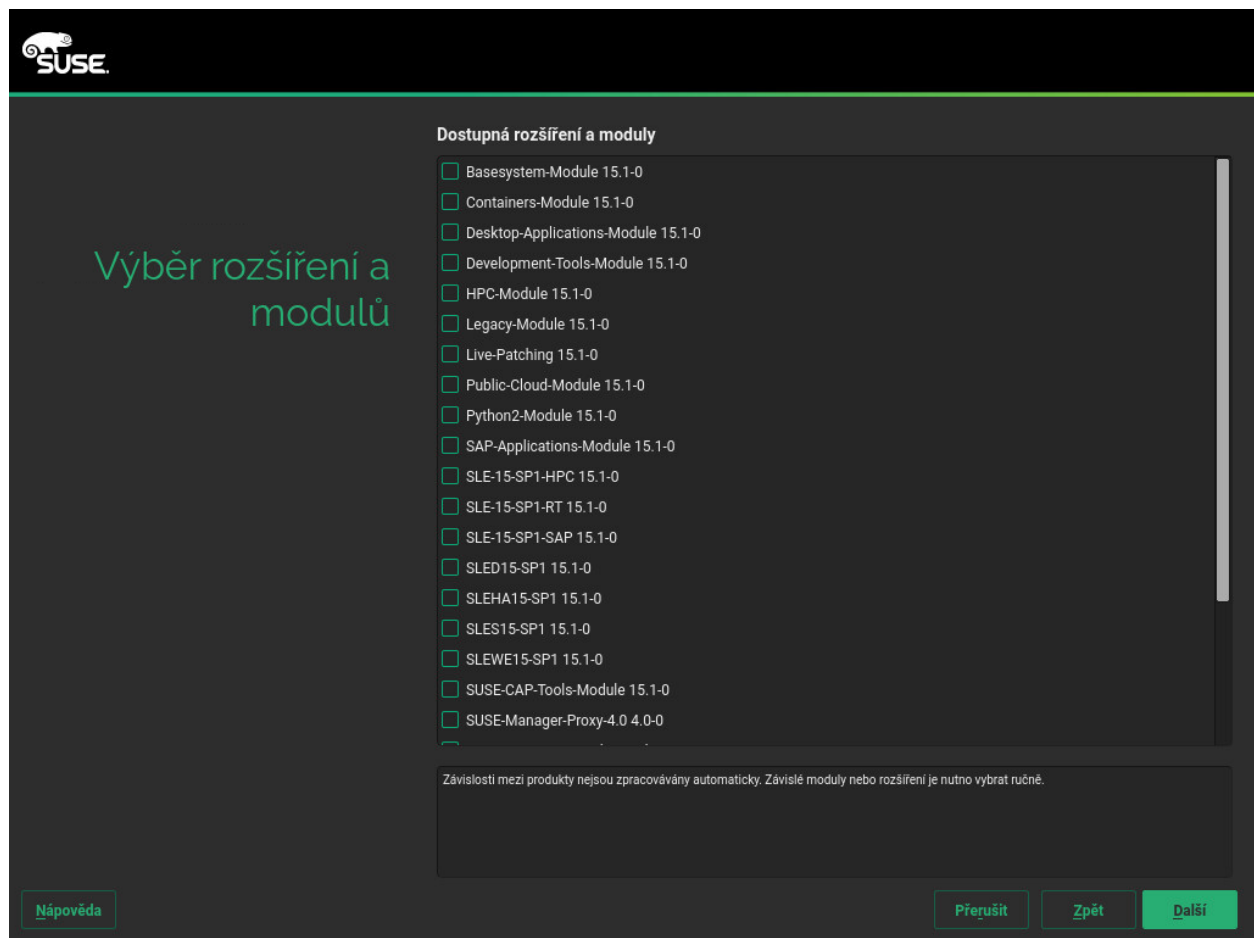 SUSE.
Výběr rozšíření a
modulů
Dostupná rozšíření a moduly
Basesystem-Module 15.1-0
Containers-Module 15.1-0
Desktop-Applications-Module 15.1-0
Development-Tools-Module 15.1-0
HPC-Module 15.1-0
Legacy-Module 15.1-0
Live-Patching 15.1-0
Public-Cloud-Module 15.1-0
Python2-Module 15.1-0
SAP-Applications-Module 15.1-0
SLE-15-SP1-HPC 15.1-0
SLE-15-SP1-RT 15.1-0
SLE-15-SP1-SAP 15.1-0
SLED15-SP1 15.1-0
SLEHA15-SP1 15.1-0
SLES15-SP1 15.1-0
SLEWE15-SP1 15.1-0
SUSE-CAP-Tools-Module 15.1-0
SUSE-Manager-Proxy-4.0 4.0-0
Závislosti mezi produkty nejsou zpracovávány automaticky. Závislé moduly nebo rozšíření je nutno vybrat ručně.
Nápověda
Přerušit
Zpět
Další